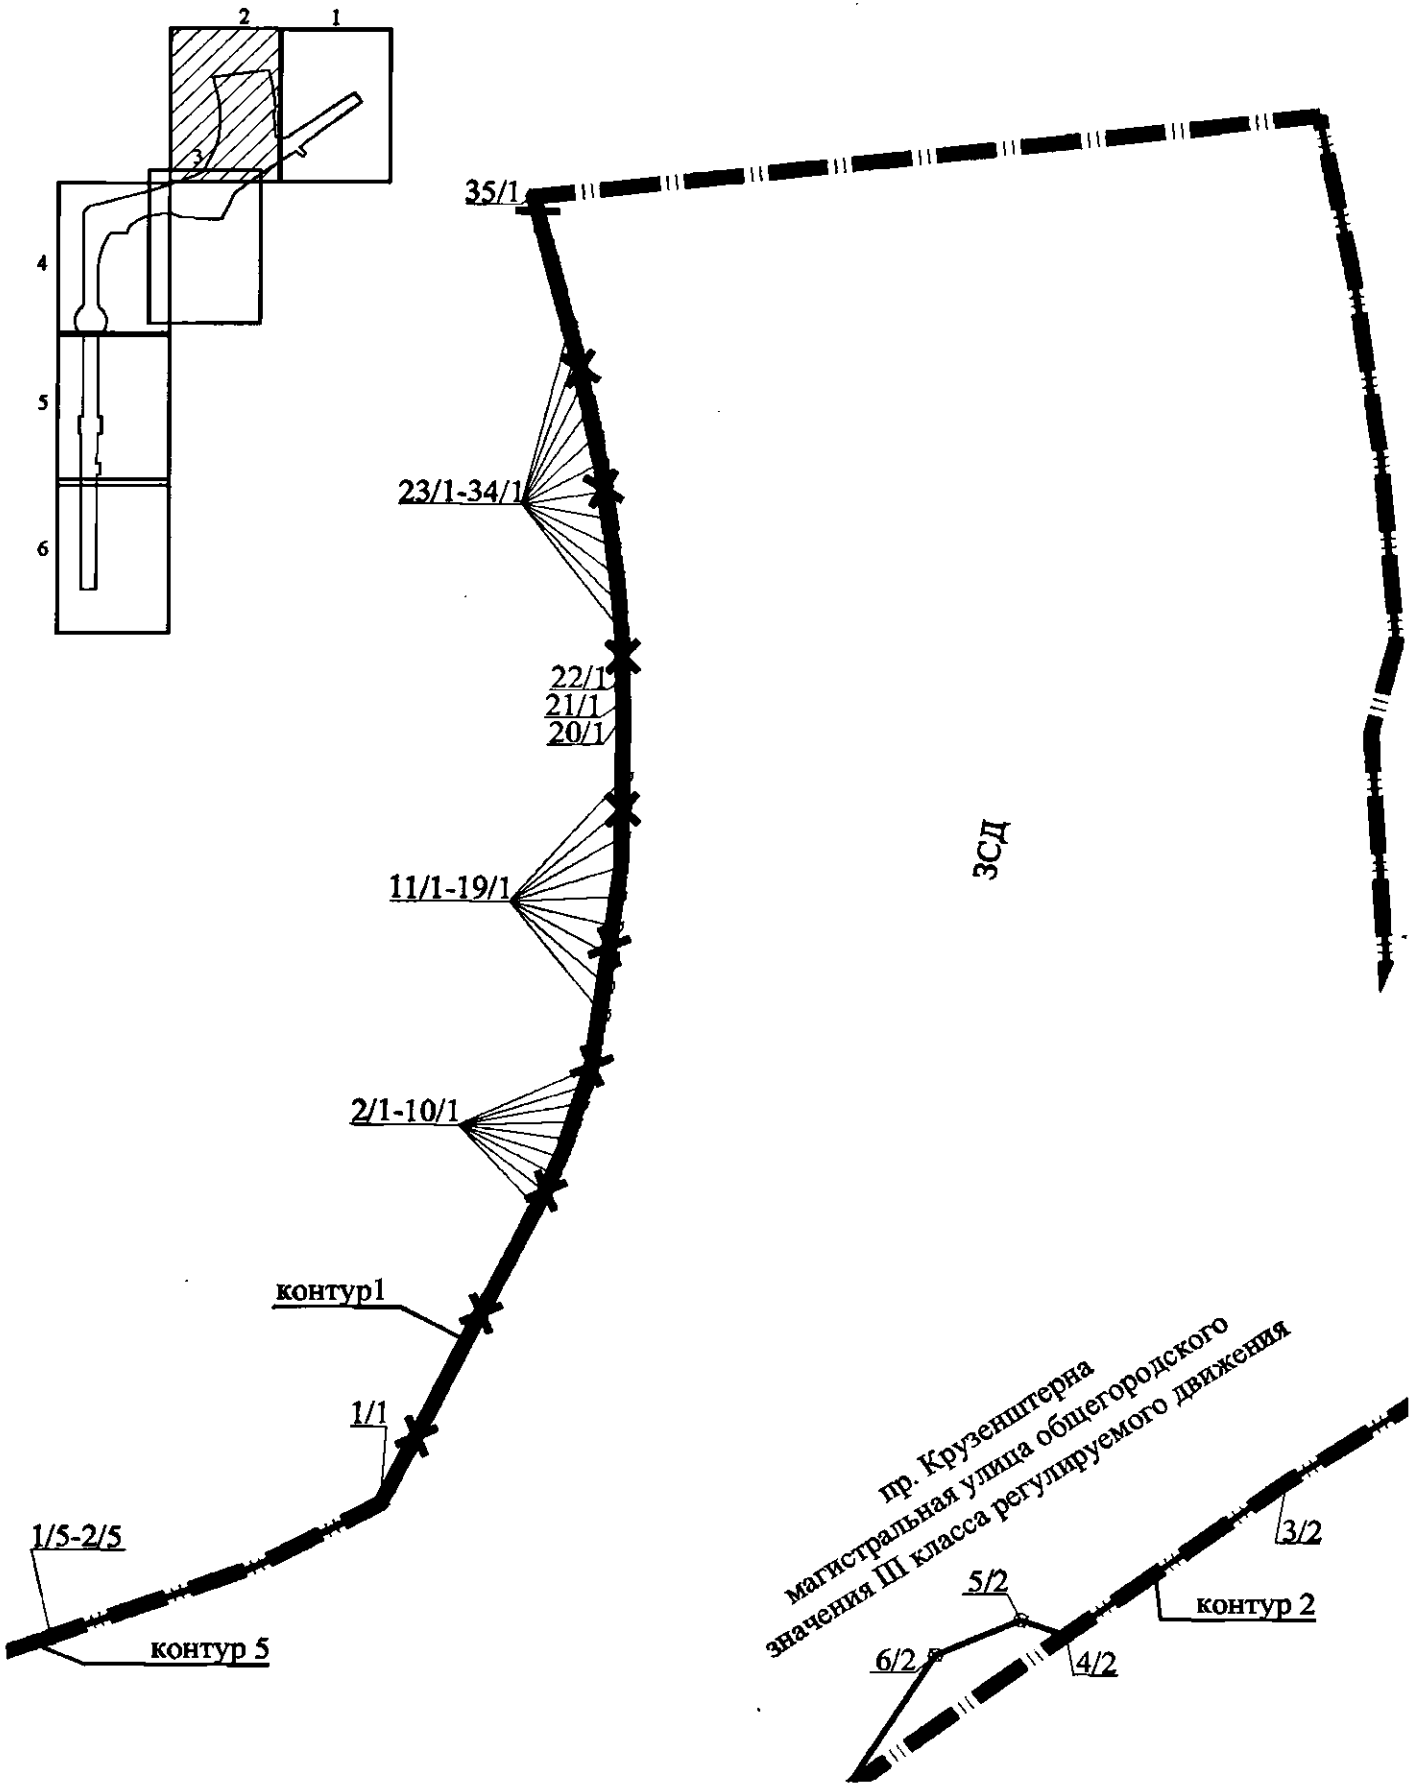 2 1
3
4
5
6
35/1
23/1-34/1
22/1
21/1
20/1
ЗСД
11/1-19/1
2/1-10/1
контур1
1/1
пр. Крузенштерна
магистральная улица общегородского
значения III класса регулируемого движения
1/5-2/5
контур 5
3/2
5/2
контур 2
6/2
4/2